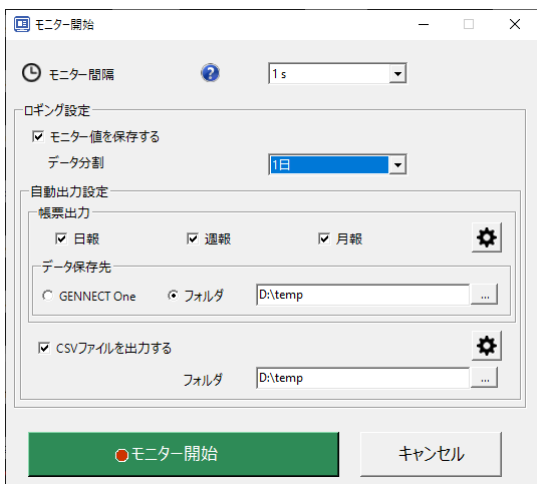 モニター開始
モニター間隔 1 s
ロギング設定
モニター値を保存する
データ分割 1日
自動出力設定
帳票出力
日報 週報 月報
データ保存先
GENNECT One フォルダ D:\temp ...
CSVファイルを出力する
フォルダ D:\temp ...
モニター開始 キャンセル